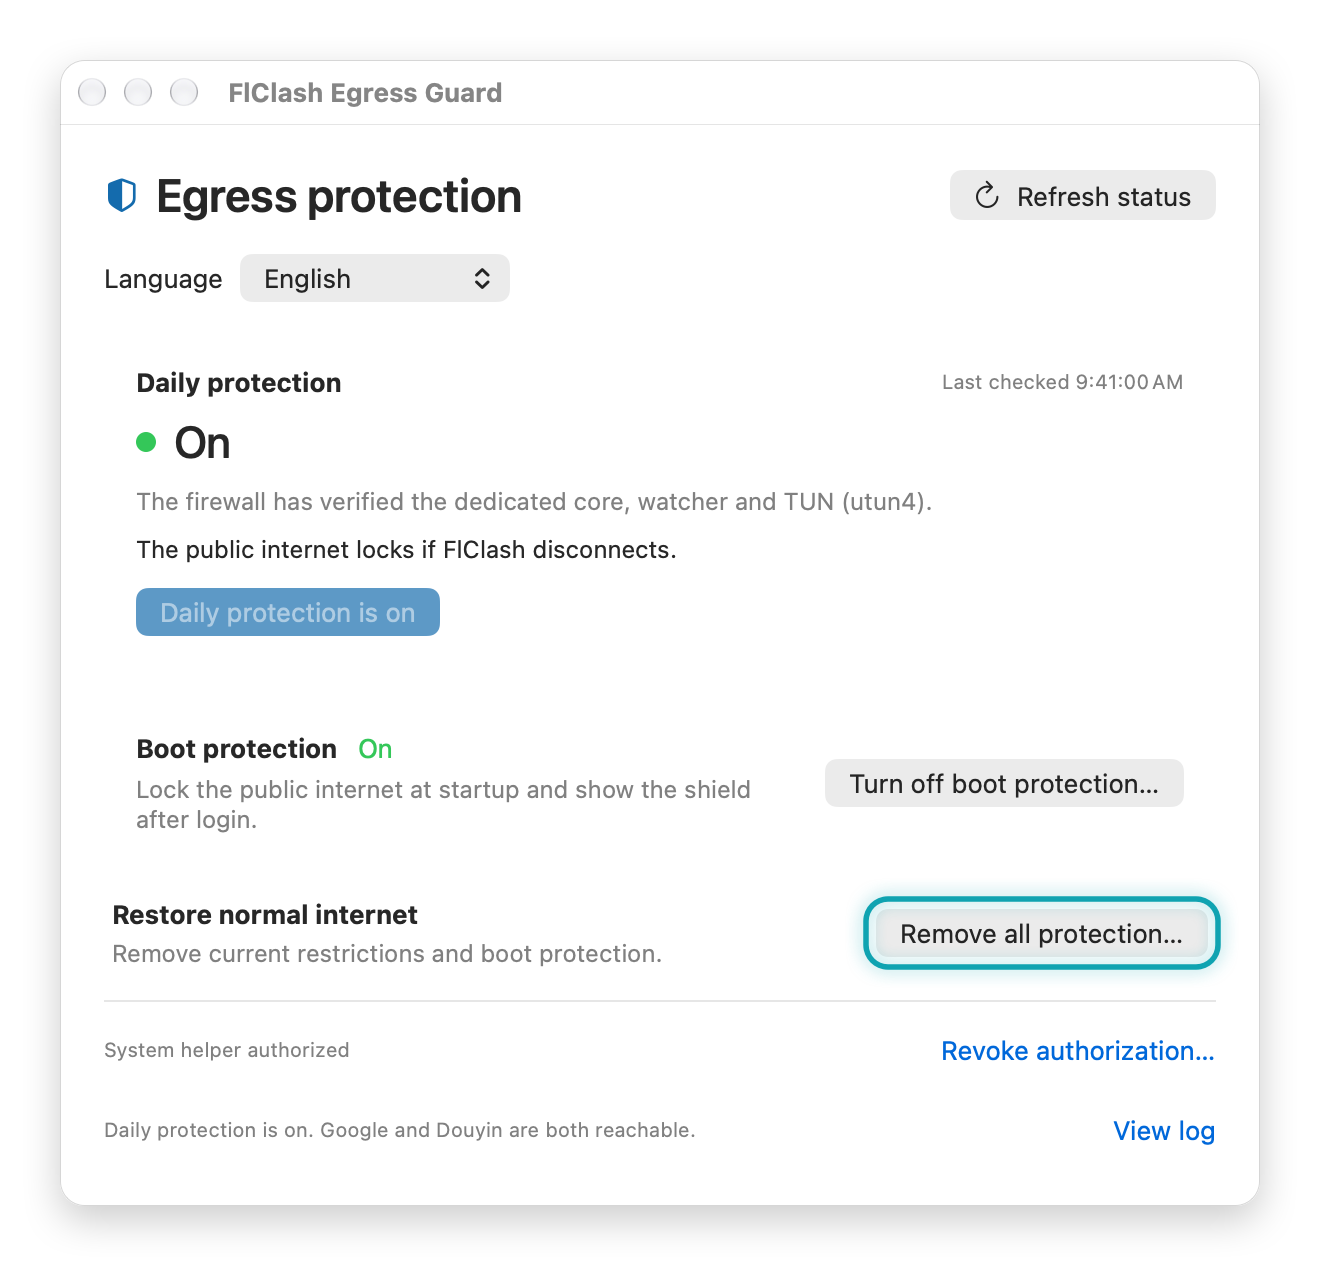 FlClash Egress Guard
Egress protection
Refresh status
Language
English
Daily protection
Last checked 9:41:00 AM
On
The firewall has verified the dedicated core, watcher and TUN (utun4).
The public internet locks if FlClash disconnects.
Daily protection is on
Boot protection On
Lock the public internet at startup and show the shield
after login.
Turn off boot protection...
Restore normal internet
Remove current restrictions and boot protection.
Remove all protection...
System helper authorized
Revoke authorization...
Daily protection is on. Google and Douyin are both reachable.
View log